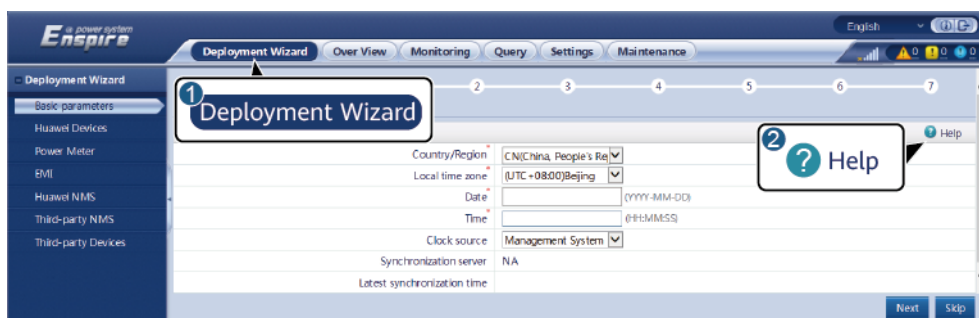 a power system
Enspire
English
Deployment Wizard
Over View
Monitoring
Query
Settings
Maintenance
0
0
0
Deployment Wizard
Basic parameters
Huawei Devices
Power Meter
EMI
Huawei NMS
Third-party NMS
Third-party Devices
2
3
4
5
6
7
1
Deployment Wizard
Help
2
? Help
Country/Region*
CN(China, People's Re
Local time zone*
(UTC+08:00)Beijing
Date*
(YYYY-MM-DD)
Time*
(HH:MM:SS)
Clock source
Management System
Synchronization server
NA
Latest synchronization time
Next
Skip